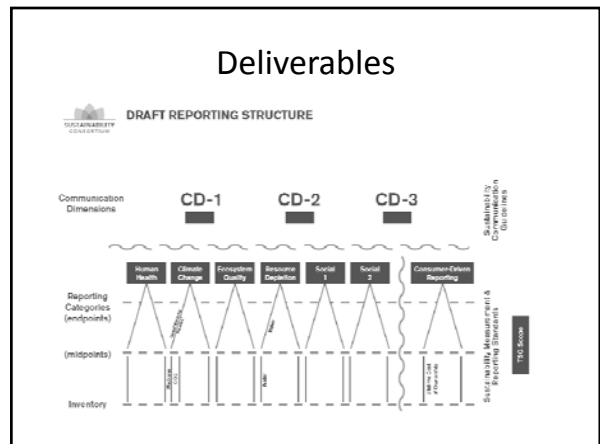 Deliverables
SUSTAINABILITY
CONSORTIUM
DRAFT REPORTING STRUCTURE
Communication
Dimensions
CD-1
CD-2
CD-3
Sustainability
Communication
Guidelines
Human
Health
Climate
Change
Ecosystem
Quality
Resource
Depletion
Social
1
Social
2
Consumer-Driven
Reporting
Reporting
Categories
(endpoints)
Water
(midpoints)
Water
Inventory
Sustainability Measurement &
Reporting Standards
TSC Scope